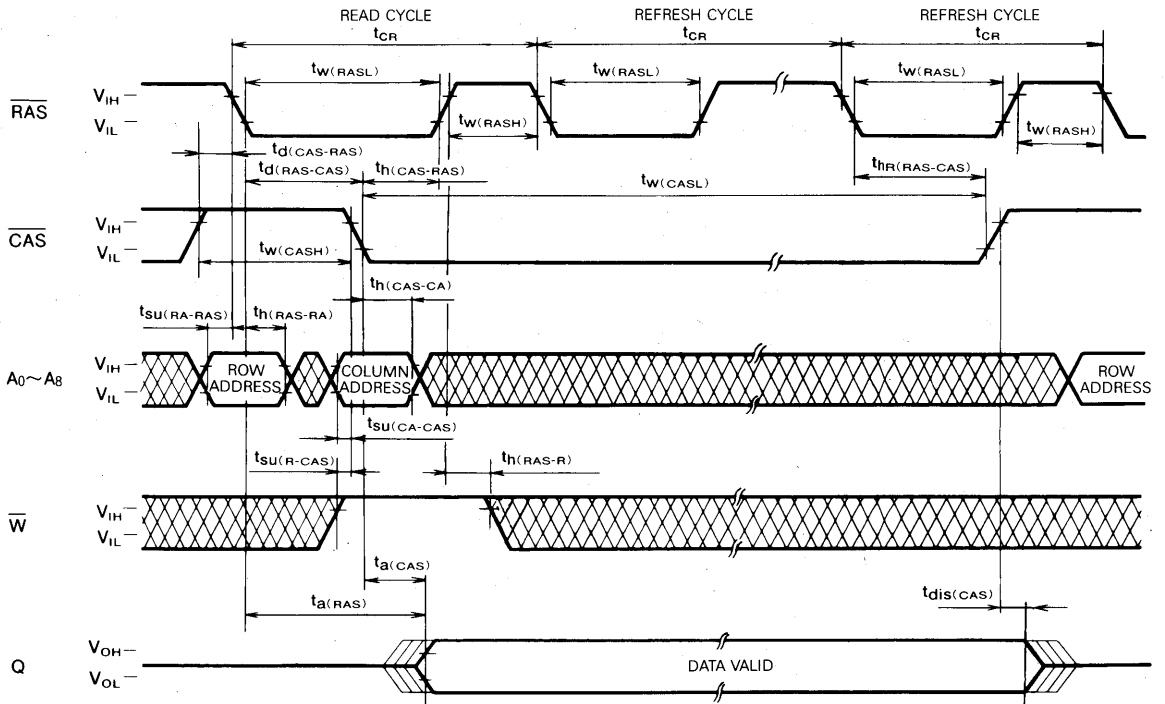 READ CYCLE REFRESH CYCLE REFRESH CYCLE
tCR tCR tCR
tW(RASL) tW(RASL) tW(RASL)
RAS
VIH
VIL
tW(RASH) tW(RASH)
td(CAS-RAS)
td(RAS-CAS) th(CAS-RAS) thR(RAS-CAS)
tW(CASL)
CAS
VIH
VIL
tW(CASH)
th(CAS-CA)
tsu(RA-RAS) th(RAS-RA)
A0~A8
VIH
VIL
ROW ADDRESS
COLUMN ADDRESS
ROW ADDRESS
tsu(CA-CAS)
tsu(R-CAS) th(RAS-R)
W
VIH
VIL
ta(CAS)
ta(RAS)
tdis(CAS)
Q
VOH
VOL
DATA VALID